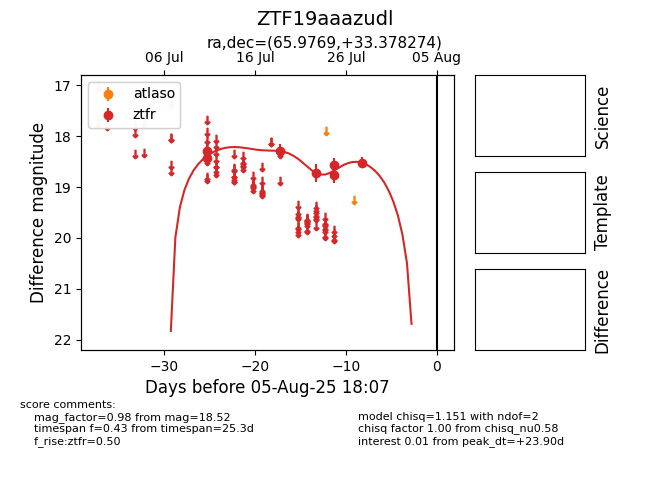 ZTF19aaazudl
ra,dec=(65.9769,+33.378274)
06 Jul
16 Jul
26 Jul
05 Aug
atlaso
ztfr
17
18
19
20
21
22
Difference magnitude
−30
−20
−10
0
Days before 05-Aug-25 18:07
Science
Template
Difference
score comments:
mag_factor=0.98 from mag=18.52
timespan f=0.43 from timespan=25.3d
f_rise:ztfr=0.50
model chisq=1.151 with ndof=2
chisq factor 1.00 from chisq_nu0.58
interest 0.01 from peak_dt=+23.90d